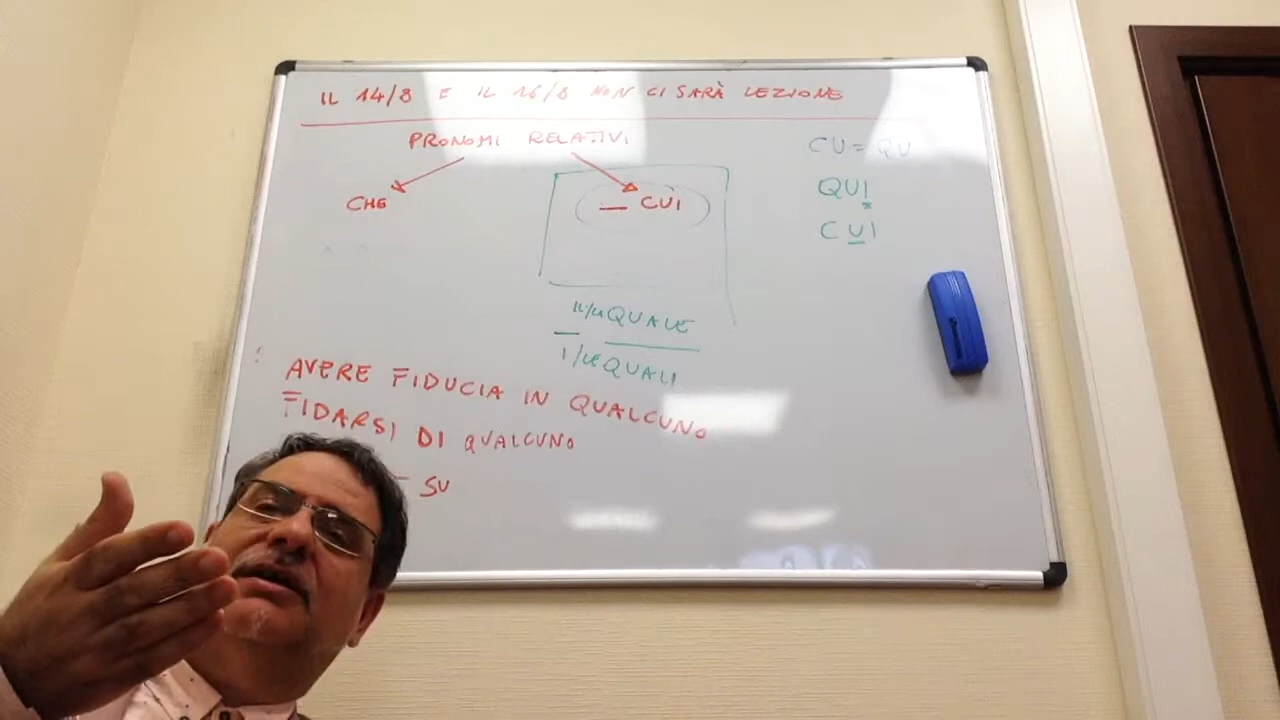 IL 14/8 E IL 16/8 NON CI SARÀ LEZIONE
PRONOMI RELATIVI
CHE
— CUI
CU = QU
QUI
CUI
IL/LA QUALE
I/LE QUALI
AVERE FIDUCIA IN QUALCUNO
FIDARSI DI QUALCUNO
SU